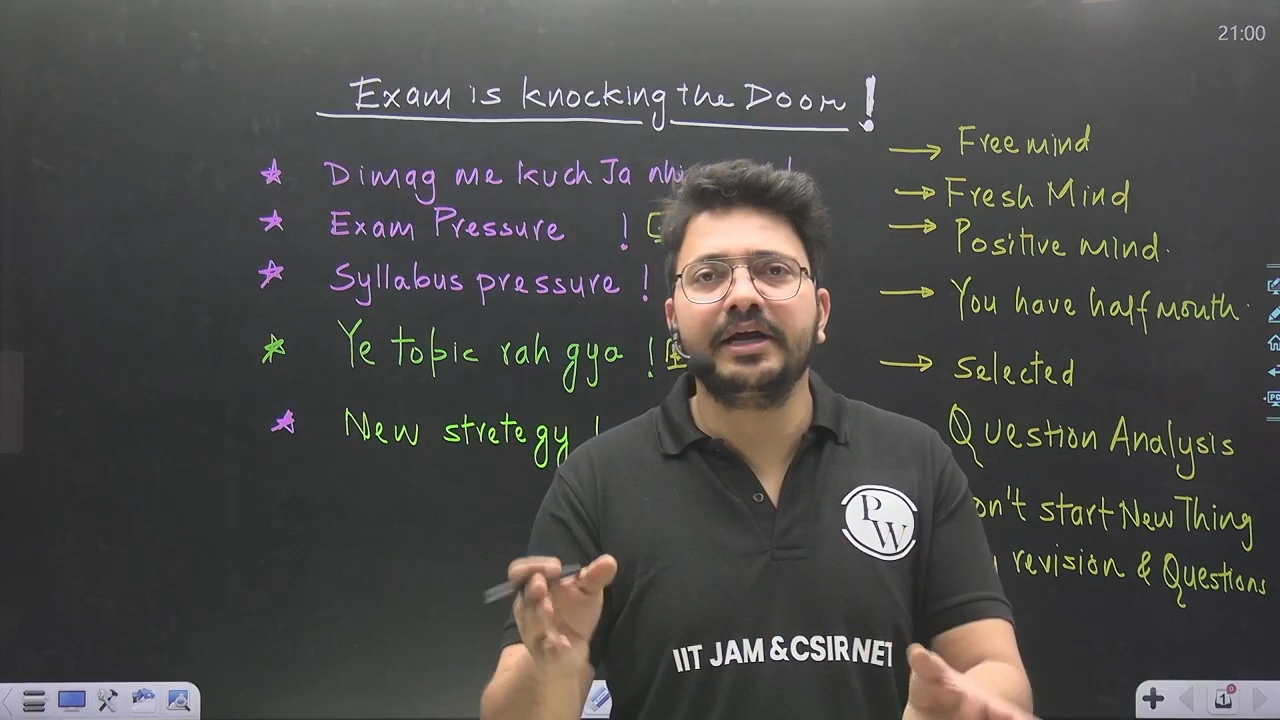 21:00
Exam is knocking the Door!
Dimag me kuch Ja nhi
Exam Pressure !
Syllabus pressure !
Ye topic rah gya !
New stretegy !
→ Free mind
→ Fresh Mind
→ Positive mind.
→ You have half mouth.
→ selected
Question Analysis
on't start New Thing
revision & Questions
PW
IIT JAM & CSIR NET
1